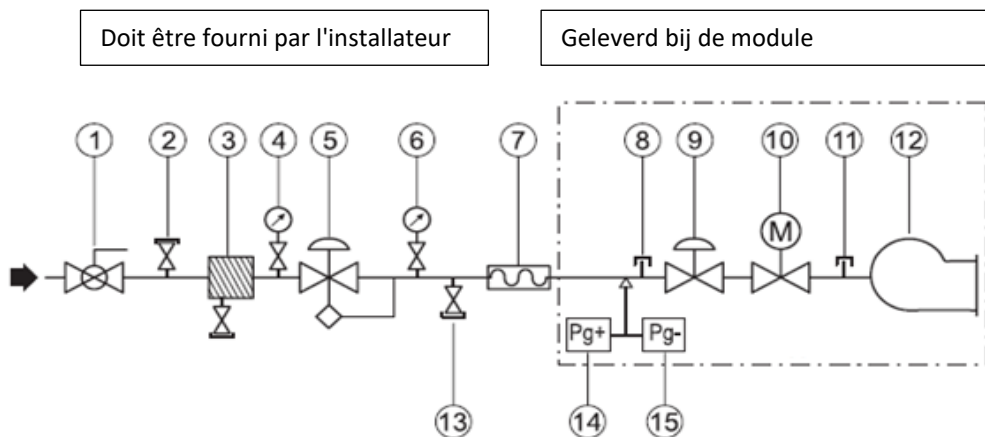 Doit être fourni par l'installateur
Geleverd bij de module
1 2 3 4 5 6 7 8 9 10 11 12
M
Pg+ Pg-
13 14 15